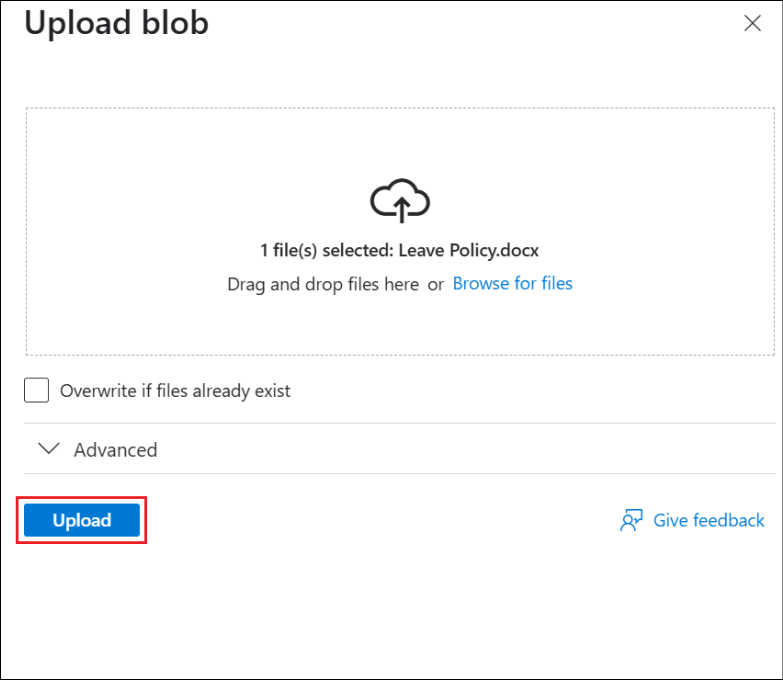 Upload blob
1 file(s) selected: Leave Policy.docx
Drag and drop files here or Browse for files
Overwrite if files already exist
Advanced
Upload
Give feedback